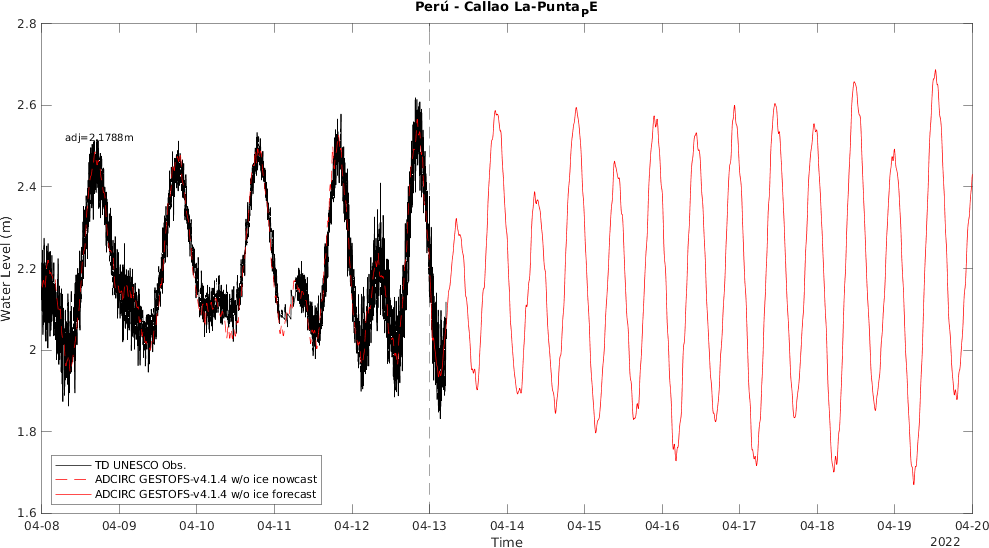 Perú - Callao La-PuntaPE
2.8
2.6
2.4
2.2
2
1.8
1.6
Water Level (m)
adj=2.1788m
TD UNESCO Obs.
ADCIRC GESTOFS-v4.1.4 w/o ice nowcast
ADCIRC GESTOFS-v4.1.4 w/o ice forecast
04-08 04-09 04-10 04-11 04-12 04-13 04-14 04-15 04-16 04-17 04-18 04-19 04-20
Time
2022